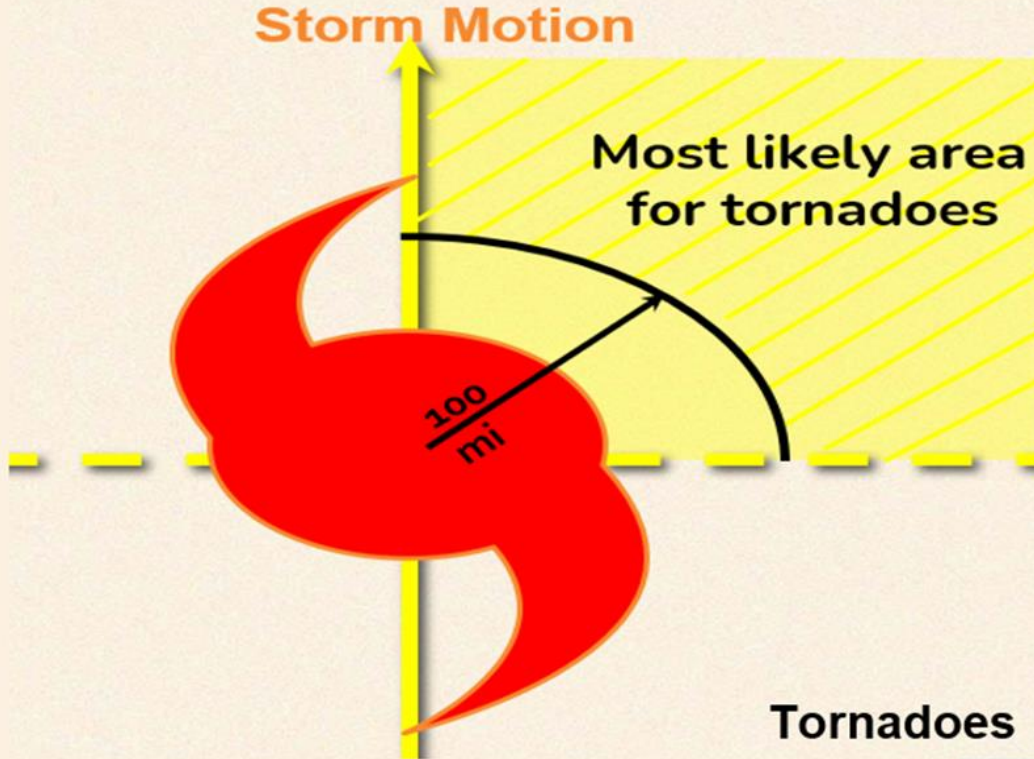 Storm Motion
Most likely area
for tornadoes
100
mi
Tornadoes